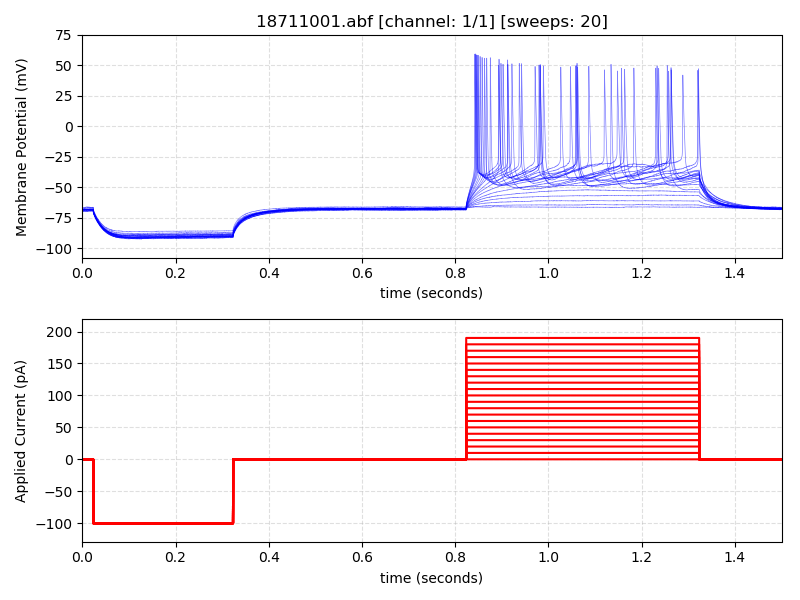 18711001.abf [channel: 1/1] [sweeps: 20]
Membrane Potential (mV)
75
50
25
0
−25
−50
−75
−100
0.0 0.2 0.4 0.6 0.8 1.0 1.2 1.4
time (seconds)
Applied Current (pA)
200
150
100
50
0
−50
−100
0.0 0.2 0.4 0.6 0.8 1.0 1.2 1.4
time (seconds)